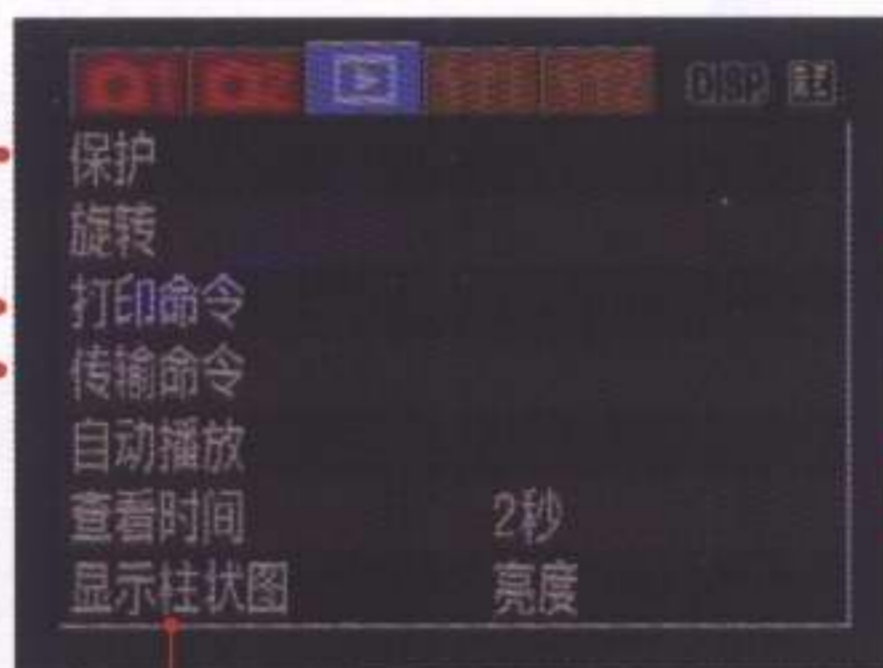 DISP.
保护
旋转
打印命令
传输命令
自动播放
查看时间 2秒
显示柱状图 亮度